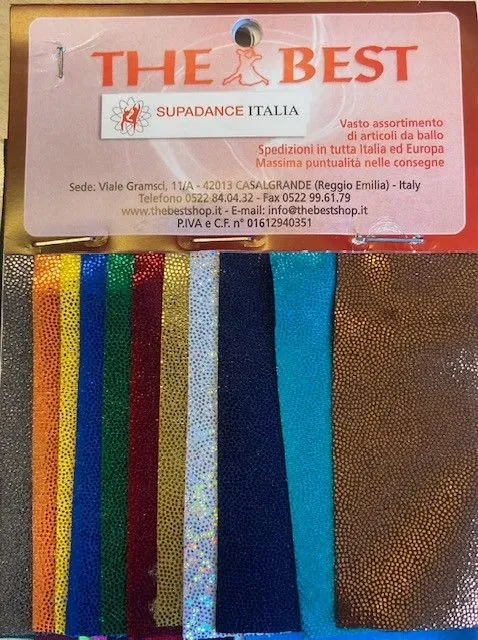 THE BEST
SUPADANCE ITALIA
Vasto assortimento
di articoli da ballo
Spedizioni in tutta Italia ed Europa
Massima puntualità nelle consegne
Sede: Viale Gramsci, 11/A - 42013 CASALGRANDE (Reggio Emilia) - Italy
Telefono 0522 84.04.32 - Fax 0522 99.61.79
www.thebestshop.it - E-mail: info@thebestshop.it
P.IVA e C.F. n° 01612940351